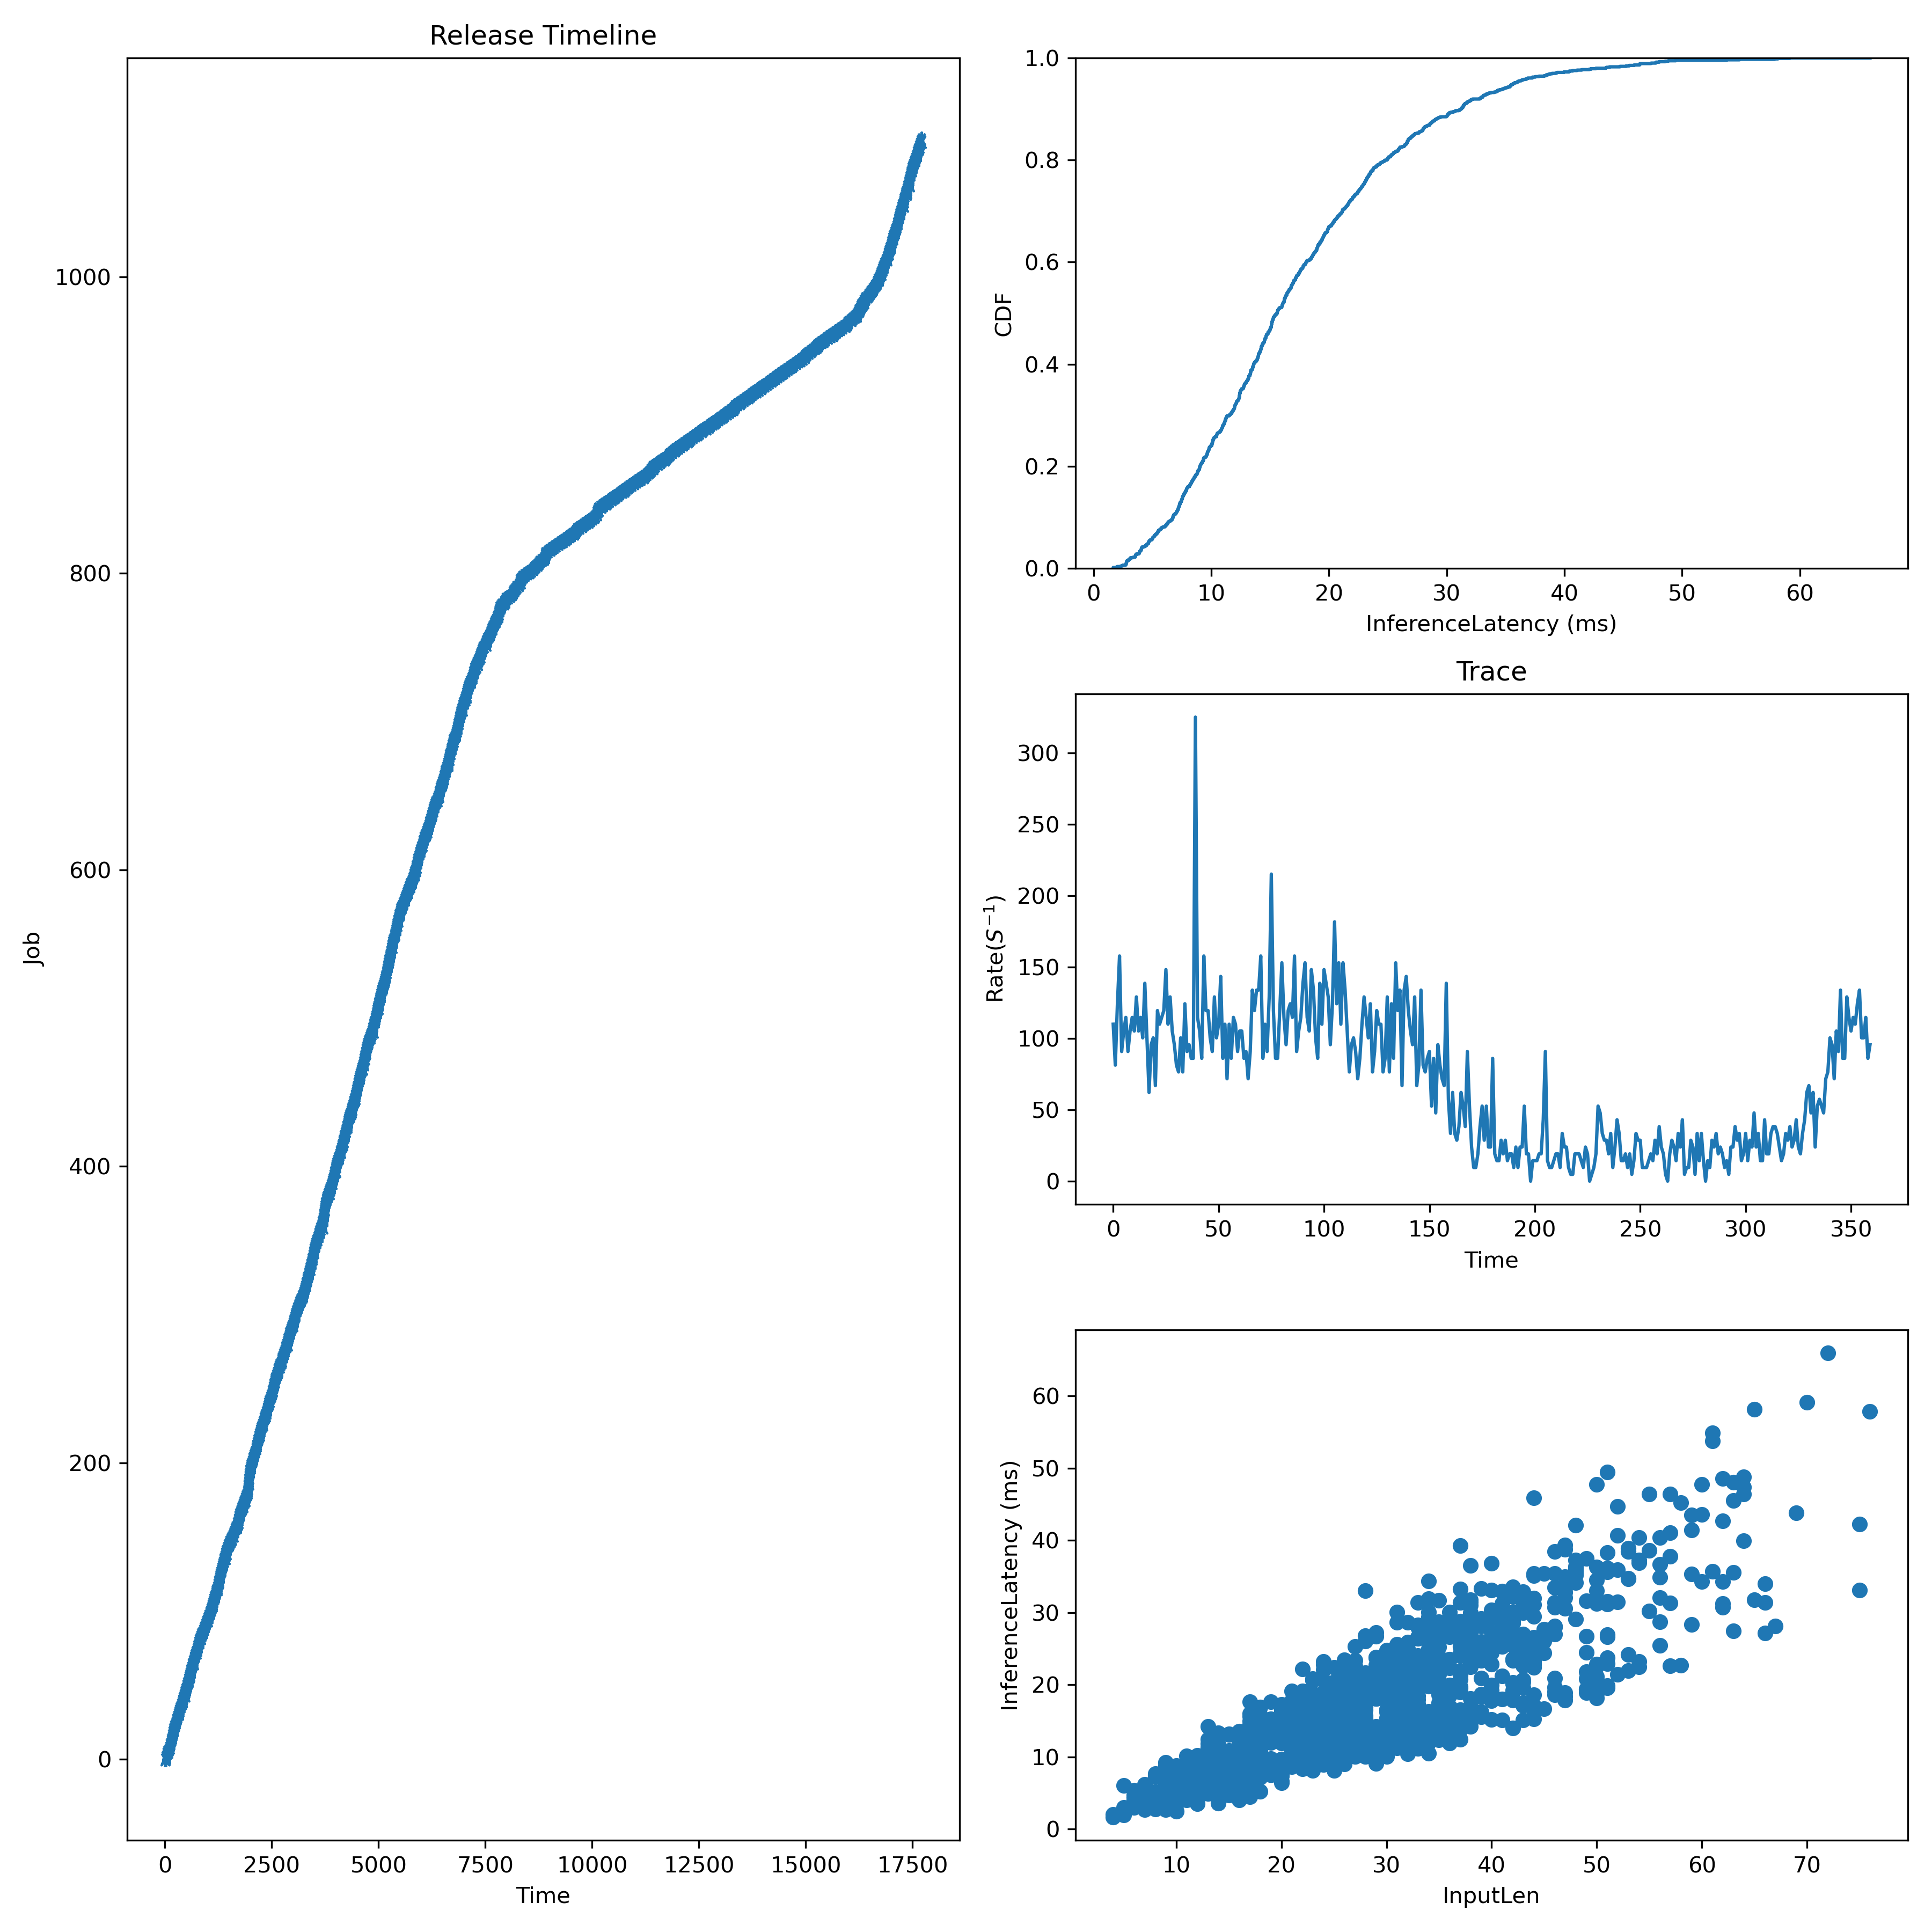 Release Timeline
1000
800
600
400
200
0
Job
0 2500 5000 7500 10000 12500 15000 17500
Time
1.0
0.8
0.6
0.4
0.2
0.0
CDF
0 10 20 30 40 50 60
InferenceLatency (ms)
Trace
300
250
200
150
100
50
0
Rate(S⁻¹)
0 50 100 150 200 250 300 350
Time
60
50
40
30
20
10
0
InferenceLatency (ms)
10 20 30 40 50 60 70
InputLen